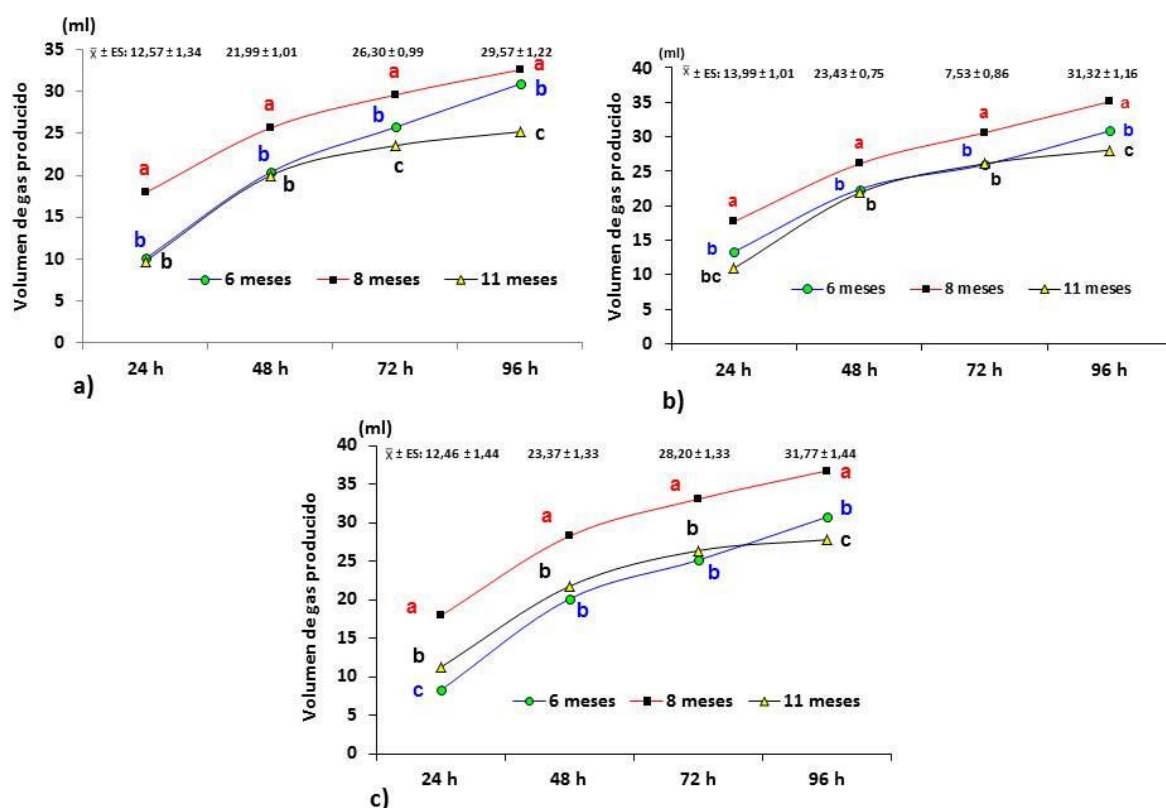 (ml)
x̄ ± ES: 12,57 ± 1,34 21,99 ± 1,01 26,30 ± 0,99 29,57 ± 1,22
Volumen de gas producido
35
30
25
20
15
10
5
0
a a a a
b b b b
b b c c
6 meses 8 meses 11 meses
24 h 48 h 72 h 96 h
a)
(ml)
x̄ ± ES: 13,99 ± 1,01 23,43 ± 0,75 7,53 ± 0,86 31,32 ± 1,16
Volumen de gas producido
40
35
30
25
20
15
10
5
0
a a a a
b b b b
bc b b c
6 meses 8 meses 11 meses
24 h 48 h 72 h 96 h
b)
(ml)
x̄ ± ES: 12,46 ± 1,44 23,37 ± 1,33 28,20 ± 1,33 31,77 ± 1,44
Volumen de gas producido
40
35
30
25
20
15
10
5
0
a a a a
b b b b
c b b c
6 meses 8 meses 11 meses
24 h 48 h 72 h 96 h
c)